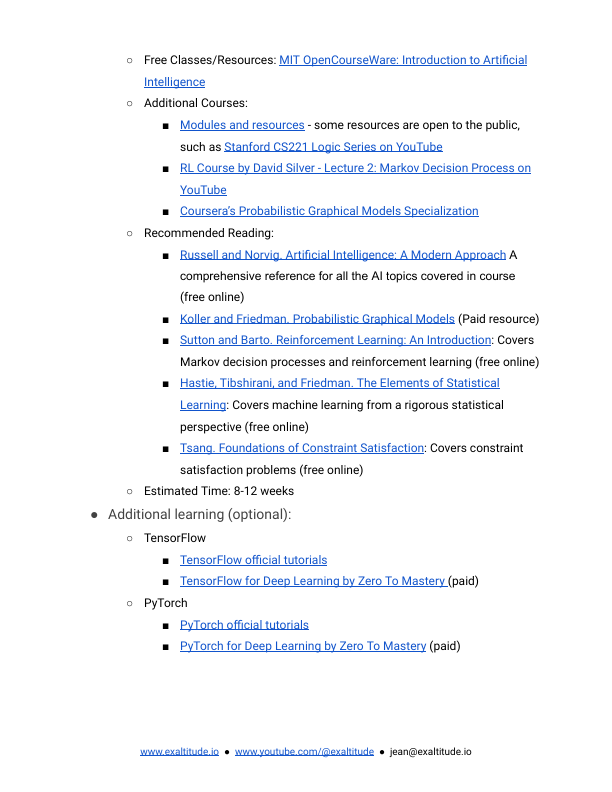 ○ Free Classes/Resources: MIT OpenCourseWare: Introduction to Artificial
Intelligence
○ Additional Courses:
■ Modules and resources - some resources are open to the public,
such as Stanford CS221 Logic Series on YouTube
■ RL Course by David Silver - Lecture 2: Markov Decision Process on
YouTube
■ Coursera's Probabilistic Graphical Models Specialization
○ Recommended Reading:
■ Russell and Norvig. Artificial Intelligence: A Modern Approach A
comprehensive reference for all the AI topics covered in course
(free online)
■ Koller and Friedman. Probabilistic Graphical Models (Paid resource)
■ Sutton and Barto. Reinforcement Learning: An Introduction: Covers
Markov decision processes and reinforcement learning (free online)
■ Hastie, Tibshirani, and Friedman. The Elements of Statistical
Learning: Covers machine learning from a rigorous statistical
perspective (free online)
■ Tsang. Foundations of Constraint Satisfaction: Covers constraint
satisfaction problems (free online)
○ Estimated Time: 8-12 weeks
● Additional learning (optional):
○ TensorFlow
■ TensorFlow official tutorials
■ TensorFlow for Deep Learning by Zero To Mastery (paid)
○ PyTorch
■ PyTorch official tutorials
■ PyTorch for Deep Learning by Zero To Mastery (paid)
www.exaltitude.io ● www.youtube.com/@exaltitude ● jean@exaltitude.io